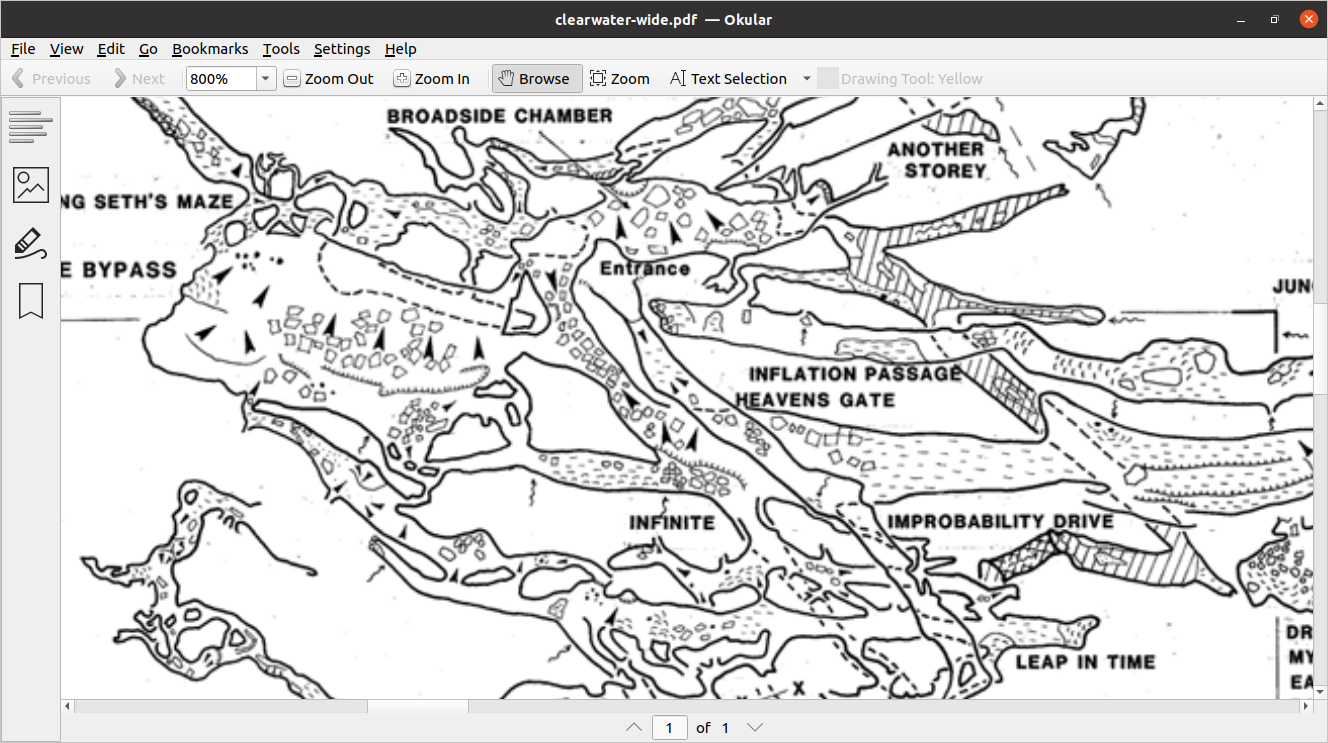 clearwater-wide.pdf — Okular
File View Edit Go Bookmarks Tools Settings Help
Previous Next 800% Zoom Out Zoom In Browse Zoom Text Selection Drawing Tool: Yellow
BROADSIDE CHAMBER
ANOTHER
STOREY
NG SETH'S MAZE
E BYPASS
Entrance
JUN
INFLATION PASSAGE
HEAVENS GATE
INFINITE
IMPROBABILITY DRIVE
L
DR
LEAP IN TIME
MY
EA
X
1 of 1